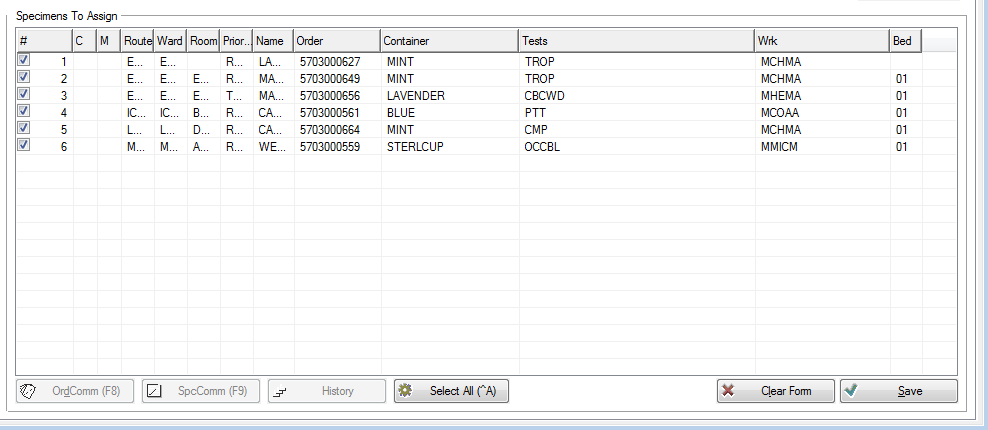 Specimens To Assign
# C M Route Ward Room Prior... Name Order Container Tests Wrk Bed
1 E... E... R... LA... 5703000627 MINT TROP MCHMA
2 E... E... E... R... MA... 5703000649 MINT TROP MCHMA 01
3 E... E... E... T... MA... 5703000656 LAVENDER CBCWD MHEMA 01
4 IC... IC... B... R... CA... 5703000561 BLUE PTT MCOAA 01
5 L... L... D... R... CA... 5703000664 MINT CMP MCHMA 01
6 M... M... A... R... WE... 5703000559 STERLCUP OCCBL MMICM 01
OrdComm (F8) SpcComm (F9) History Select All (^A) Clear Form Save